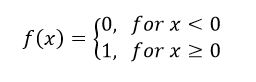 f(x) = {0, for x < 0
1, for x ≥ 0